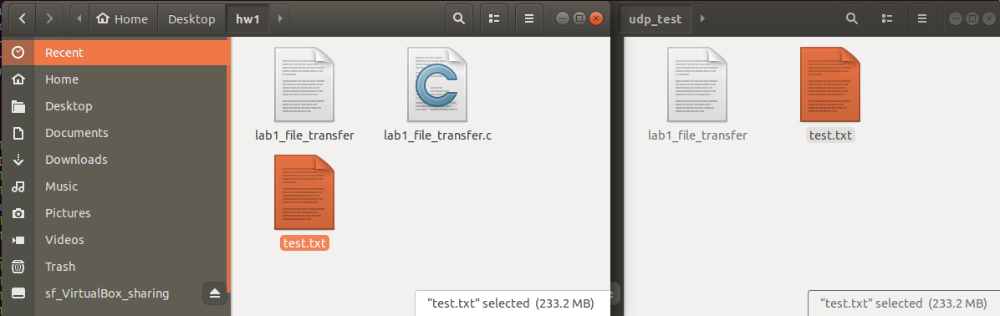 Home
Desktop
hw1
udp_test
Recent
Home
Desktop
Documents
Downloads
Music
Pictures
Videos
Trash
sf_VirtualBox_sharing
lab1_file_transfer
lab1_file_transfer.c
test.txt
“test.txt” selected (233.2 MB)
lab1_file_transfer
test.txt
“test.txt” selected (233.2 MB)